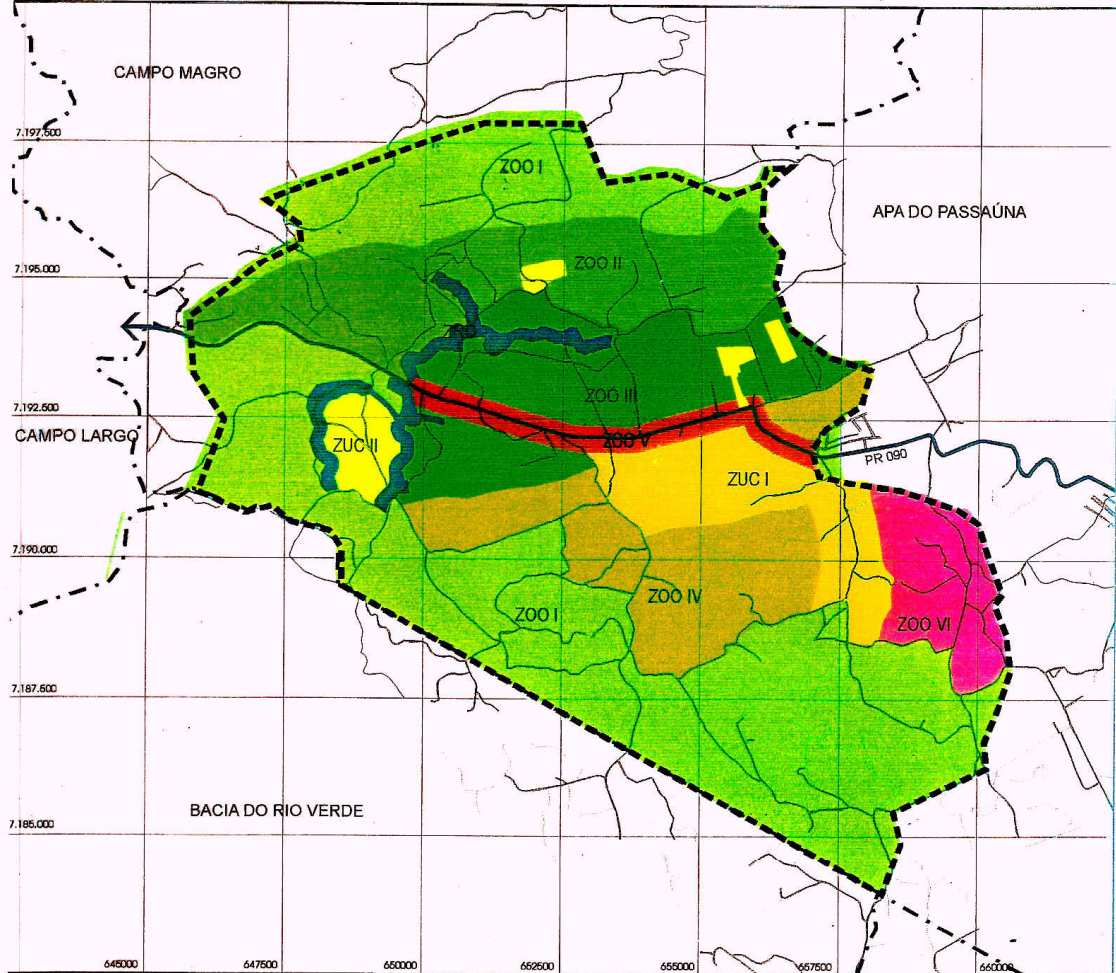 CAMPO MAGRO
7.197.500
ZOO I
APA DO PASSAÚNA
ZOO II
7.195.000
ZOO III
7.192.500
CAMPO LARGO
ZUC II
ZOO V
PR 090
ZUC I
7.190.000
ZOO IV
ZOO I
ZOO VI
7.187.500
BACIA DO RIO VERDE
7.185.000
645000
647500
650000
652500
655000
657500
660000